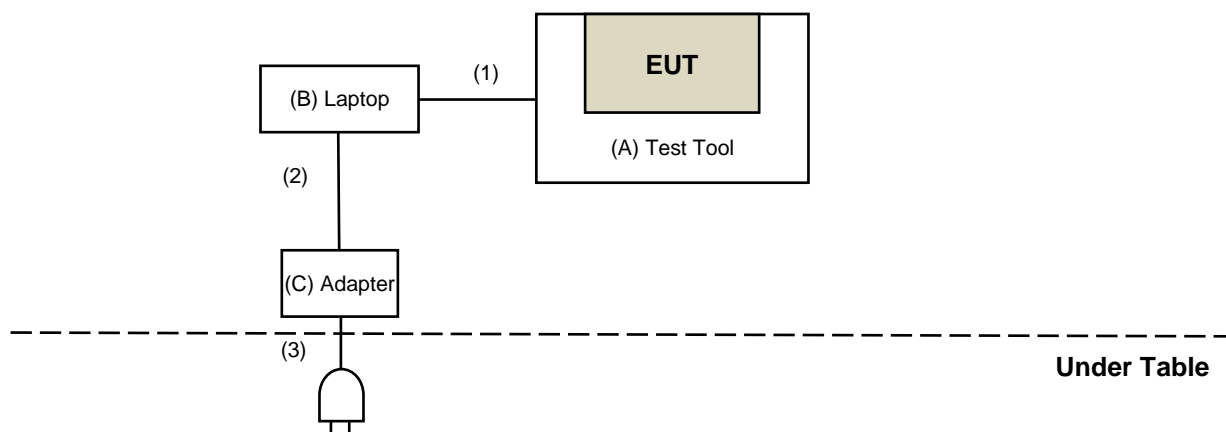 EUT
(1)
(B) Laptop
(A) Test Tool
(2)
(C) Adapter
(3)
Under Table